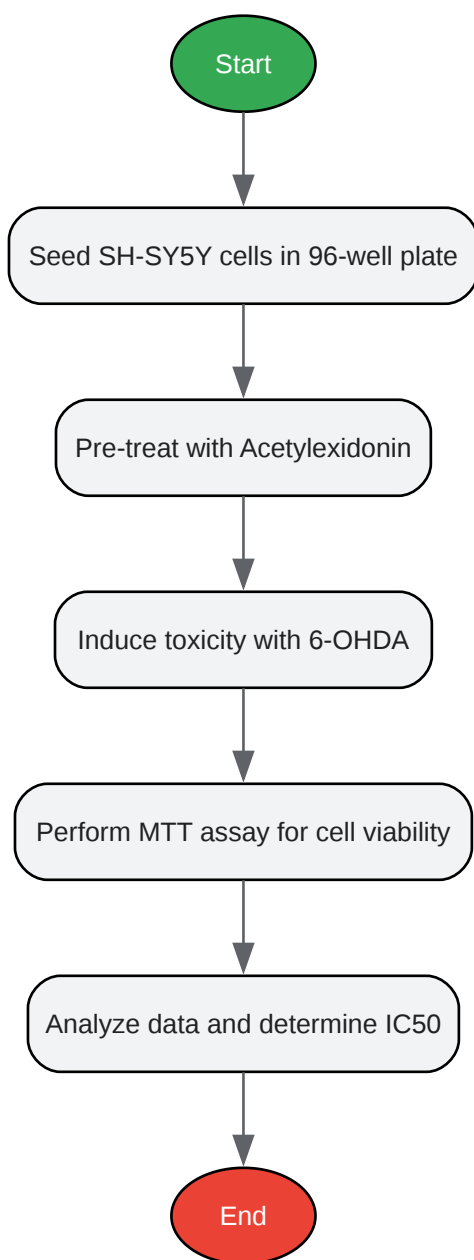 Start
Seed SH-SY5Y cells in 96-well plate
Pre-treat with Acetylexidonin
Induce toxicity with 6-OHDA
Perform MTT assay for cell viability
Analyze data and determine IC50
End